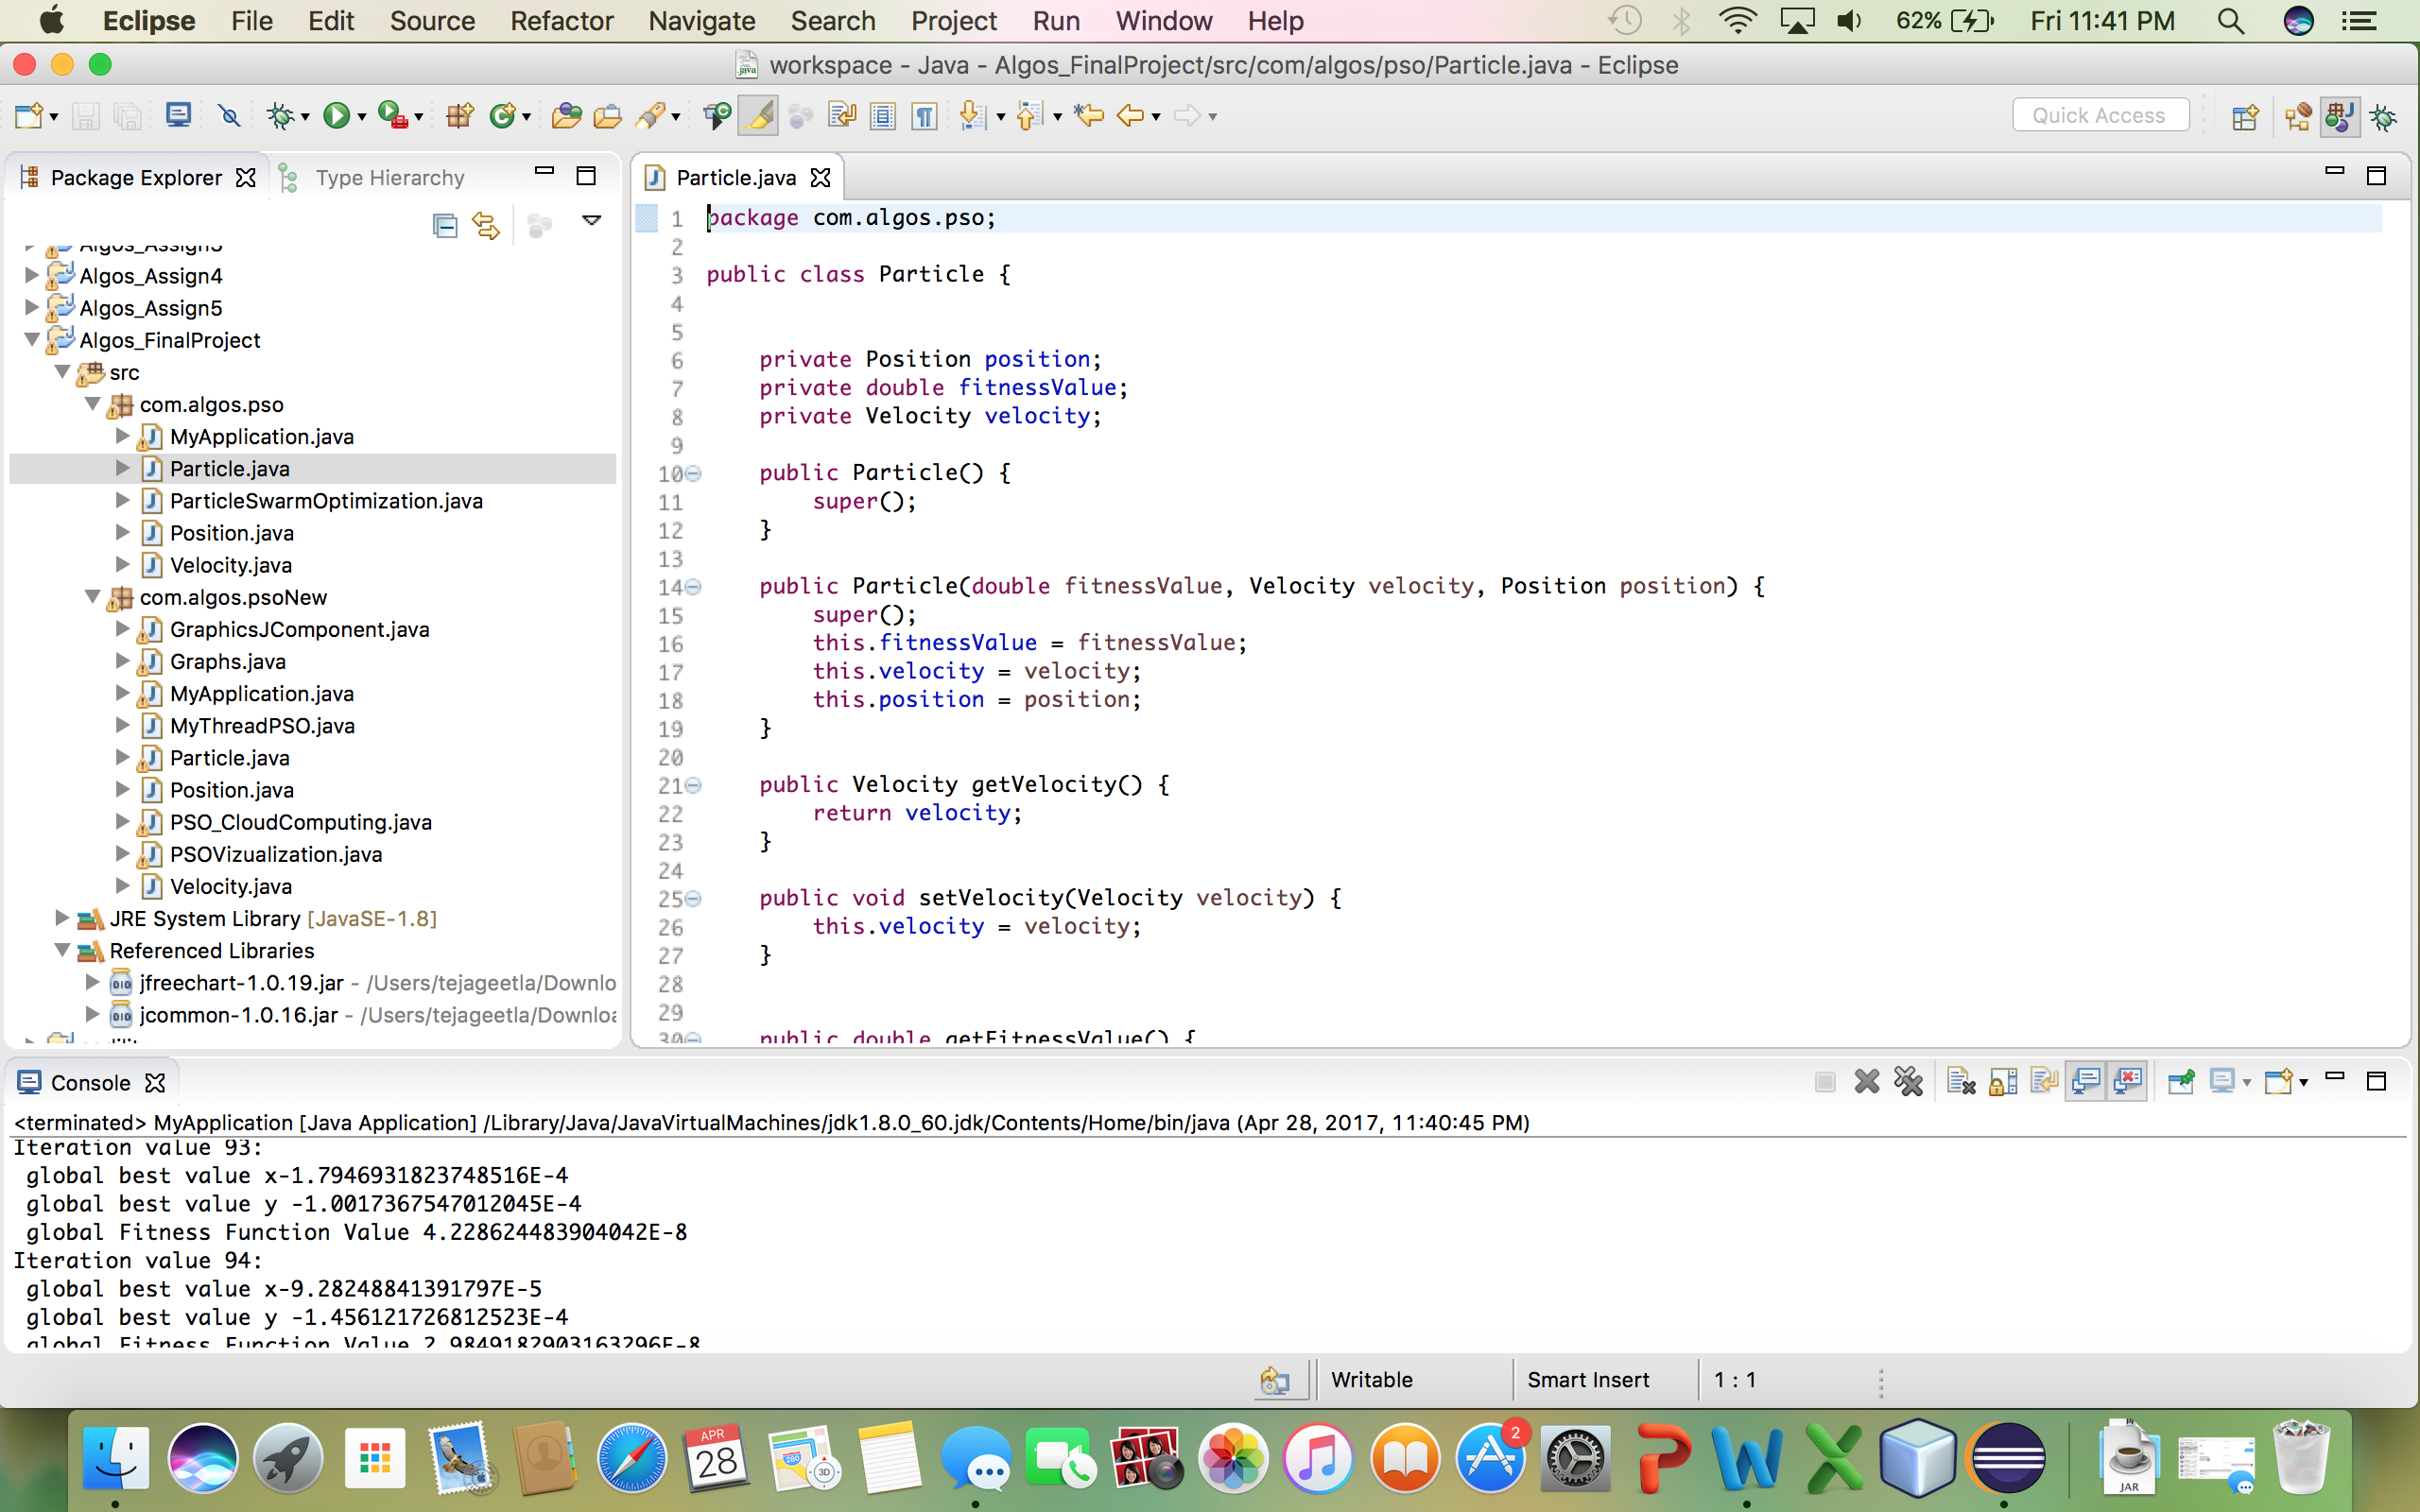 Eclipse File Edit Source Refactor Navigate Search Project Run Window Help 62% Fri 11:41 PM
workspace - Java - Algos_FinalProject/src/com/algos/pso/Particle.java - Eclipse
Quick Access
Package Explorer Type Hierarchy
Algos_Assign3
Algos_Assign4
Algos_Assign5
Algos_FinalProject
src
com.algos.pso
MyApplication.java
Particle.java
ParticleSwarmOptimization.java
Position.java
Velocity.java
com.algos.psoNew
GraphicsJComponent.java
Graphs.java
MyApplication.java
MyThreadPSO.java
Particle.java
Position.java
PSO_CloudComputing.java
PSOVizualization.java
Velocity.java
JRE System Library [JavaSE-1.8]
Referenced Libraries
jfreechart-1.0.19.jar - /Users/tejageetla/Downlo
jcommon-1.0.16.jar - /Users/tejageetla/Downloa
Particle.java
1 package com.algos.pso;
2
3 public class Particle {
4
5
6 private Position position;
7 private double fitnessValue;
8 private Velocity velocity;
9
10 public Particle() {
11 super();
12 }
13
14 public Particle(double fitnessValue, Velocity velocity, Position position) {
15 super();
16 this.fitnessValue = fitnessValue;
17 this.velocity = velocity;
18 this.position = position;
19 }
20
21 public Velocity getVelocity() {
22 return velocity;
23 }
24
25 public void setVelocity(Velocity velocity) {
26 this.velocity = velocity;
27 }
28
29
30 public double getFitnessValue() {
Console
<terminated> MyApplication [Java Application] /Library/Java/JavaVirtualMachines/jdk1.8.0_60.jdk/Contents/Home/bin/java (Apr 28, 2017, 11:40:45 PM)
Iteration value 93:
global best value x-1.7946931823748516E-4
global best value y -1.0017367547012045E-4
global Fitness Function Value 4.228624483904042E-8
Iteration value 94:
global best value x-9.28248841391797E-5
global best value y -1.456121726812523E-4
global Fitness Function Value 2.9849182903163296E-8
Writable Smart Insert 1 : 1
APR
28
280
3D
2
JAR